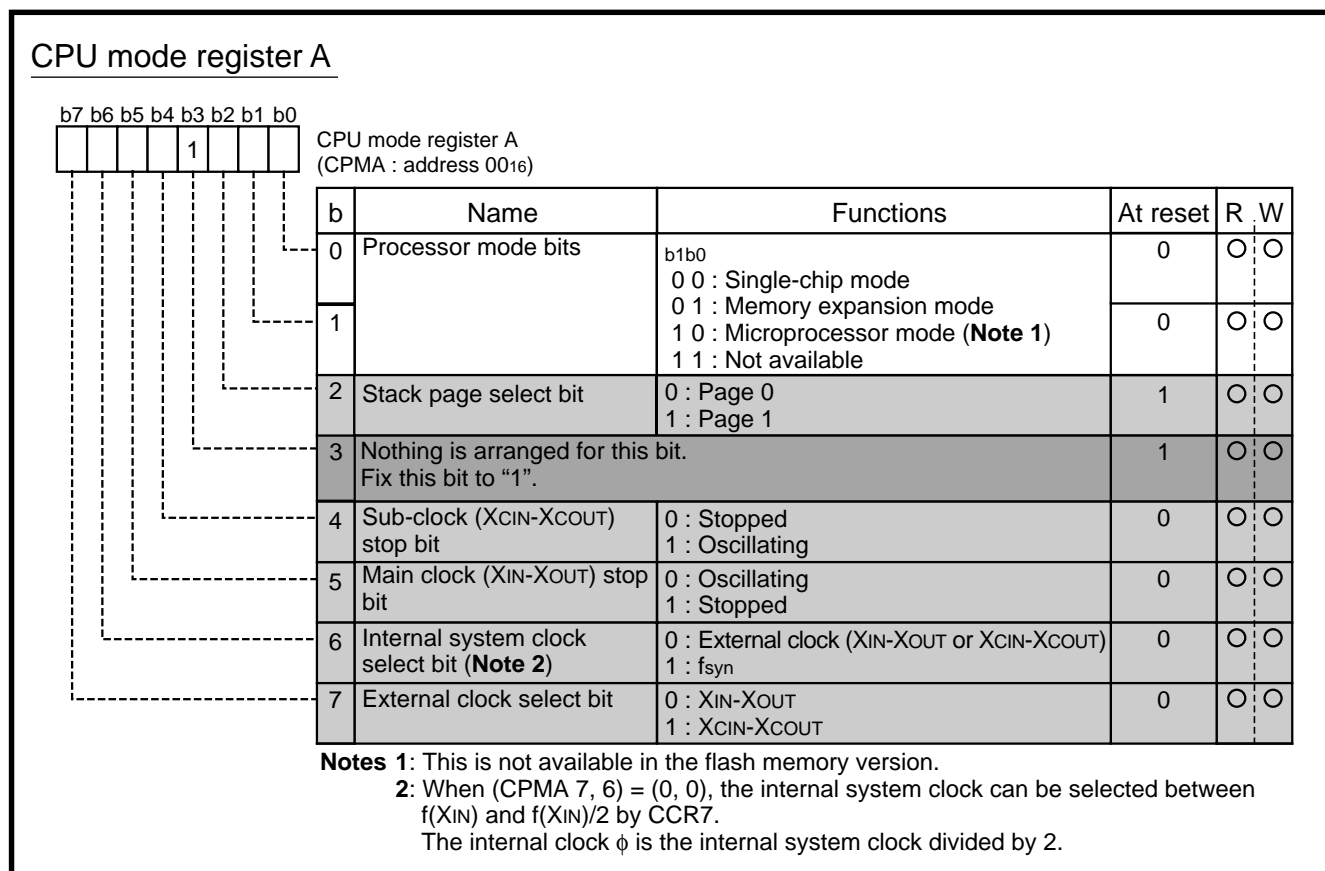 CPU mode register A
b7 b6 b5 b4 b3 b2 b1 b0
1
CPU mode register A
(CPMA : address 0016)
b Name Functions At reset R W
0 Processor mode bits b1b0 0 ○ ○
0 0 : Single-chip mode
0 1 : Memory expansion mode
1 1 0 : Microprocessor mode (Note 1) 0 ○ ○
1 1 : Not available
2 Stack page select bit 0 : Page 0 1 ○ ○
1 : Page 1
3 Nothing is arranged for this bit. 1 ○ ○
Fix this bit to “1”.
4 Sub-clock (XCIN-XCOUT) 0 : Stopped 0 ○ ○
stop bit 1 : Oscillating
5 Main clock (XIN-XOUT) stop 0 : Oscillating 0 ○ ○
bit 1 : Stopped
6 Internal system clock 0 : External clock (XIN-XOUT or XCIN-XCOUT) 0 ○ ○
select bit (Note 2) 1 : fsyn
7 External clock select bit 0 : XIN-XOUT 0 ○ ○
1 : XCIN-XCOUT
Notes 1: This is not available in the flash memory version.
2: When (CPMA 7, 6) = (0, 0), the internal system clock can be selected between
f(XIN) and f(XIN)/2 by CCR7.
The internal clock ϕ is the internal system clock divided by 2.